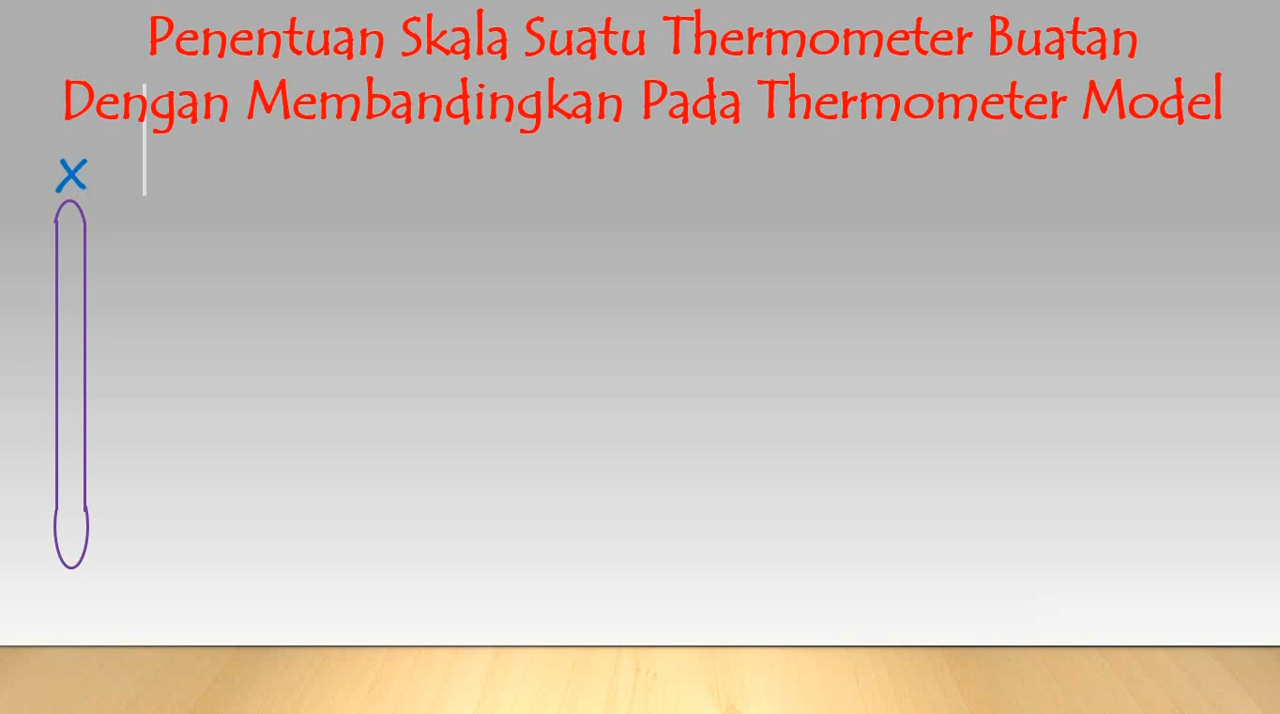 Penentuan Skala Suatu Thermometer Buatan
Dengan Membandingkan Pada Thermometer Model
X